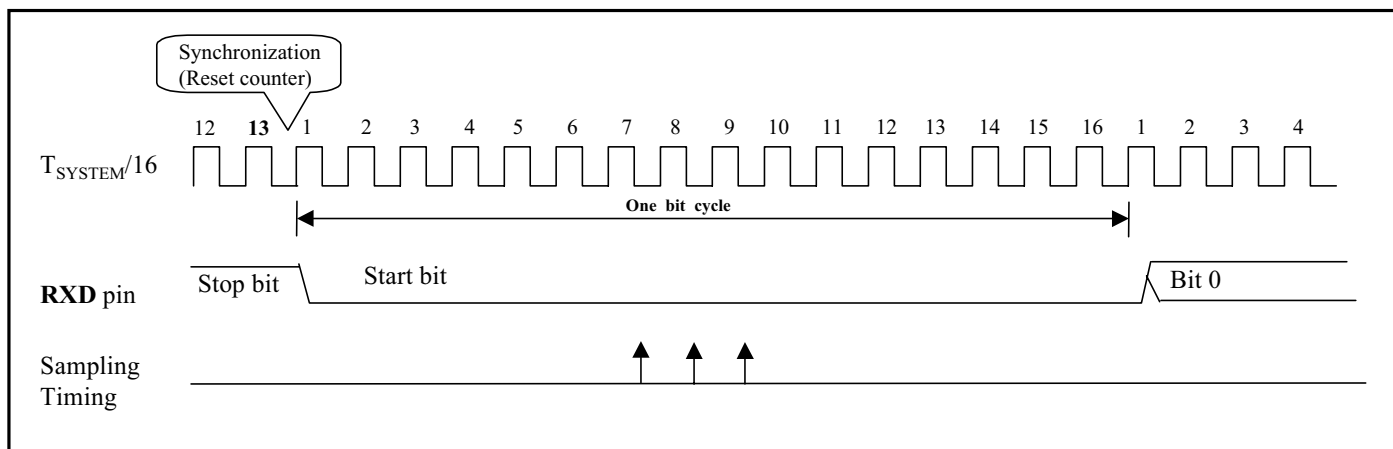 Synchronization
(Reset counter)
12 13 1 2 3 4 5 6 7 8 9 10 11 12 13 14 15 16 1 2 3 4
TSYSTEM/16
One bit cycle
Stop bit Start bit Bit 0
RXD pin
Sampling
Timing